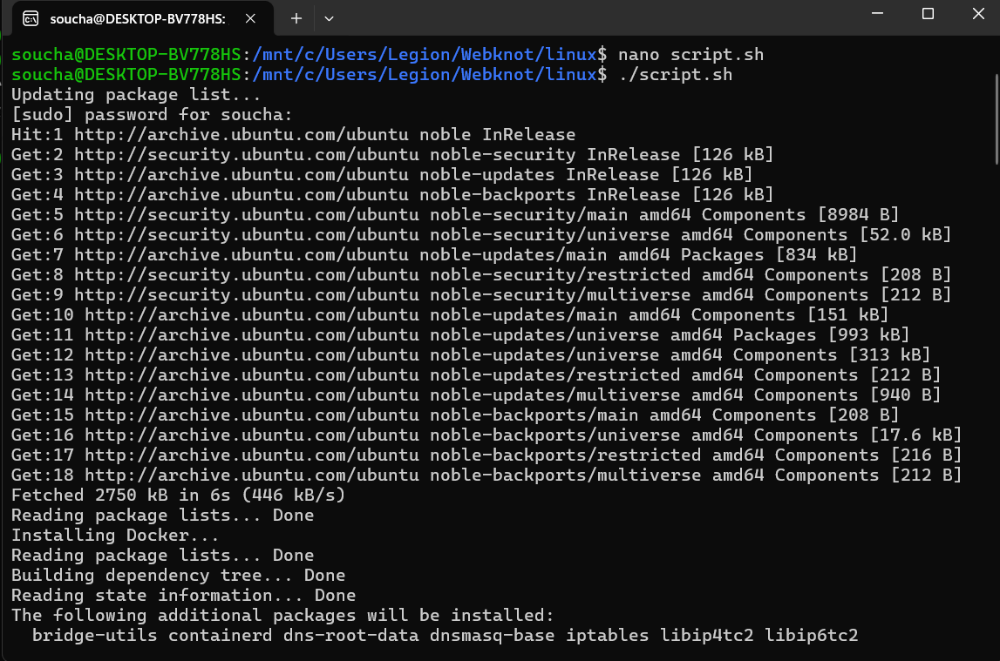 soucha@DESKTOP-BV778HS:
soucha@DESKTOP-BV778HS:/mnt/c/Users/Legion/Webknot/linux$ nano script.sh
soucha@DESKTOP-BV778HS:/mnt/c/Users/Legion/Webknot/linux$ ./script.sh
Updating package list...
[sudo] password for soucha:
Hit:1 http://archive.ubuntu.com/ubuntu noble InRelease
Get:2 http://security.ubuntu.com/ubuntu noble-security InRelease [126 kB]
Get:3 http://archive.ubuntu.com/ubuntu noble-updates InRelease [126 kB]
Get:4 http://archive.ubuntu.com/ubuntu noble-backports InRelease [126 kB]
Get:5 http://security.ubuntu.com/ubuntu noble-security/main amd64 Components [8984 B]
Get:6 http://security.ubuntu.com/ubuntu noble-security/universe amd64 Components [52.0 kB]
Get:7 http://archive.ubuntu.com/ubuntu noble-updates/main amd64 Packages [834 kB]
Get:8 http://security.ubuntu.com/ubuntu noble-security/restricted amd64 Components [208 B]
Get:9 http://security.ubuntu.com/ubuntu noble-security/multiverse amd64 Components [212 B]
Get:10 http://archive.ubuntu.com/ubuntu noble-updates/main amd64 Components [151 kB]
Get:11 http://archive.ubuntu.com/ubuntu noble-updates/universe amd64 Packages [993 kB]
Get:12 http://archive.ubuntu.com/ubuntu noble-updates/universe amd64 Components [313 kB]
Get:13 http://archive.ubuntu.com/ubuntu noble-updates/restricted amd64 Components [212 B]
Get:14 http://archive.ubuntu.com/ubuntu noble-updates/multiverse amd64 Components [940 B]
Get:15 http://archive.ubuntu.com/ubuntu noble-backports/main amd64 Components [208 B]
Get:16 http://archive.ubuntu.com/ubuntu noble-backports/universe amd64 Components [17.6 kB]
Get:17 http://archive.ubuntu.com/ubuntu noble-backports/restricted amd64 Components [216 B]
Get:18 http://archive.ubuntu.com/ubuntu noble-backports/multiverse amd64 Components [212 B]
Fetched 2750 kB in 6s (446 kB/s)
Reading package lists... Done
Installing Docker...
Reading package lists... Done
Building dependency tree... Done
Reading state information... Done
The following additional packages will be installed:
  bridge-utils containerd dns-root-data dnsmasq-base iptables libip4tc2 libip6tc2